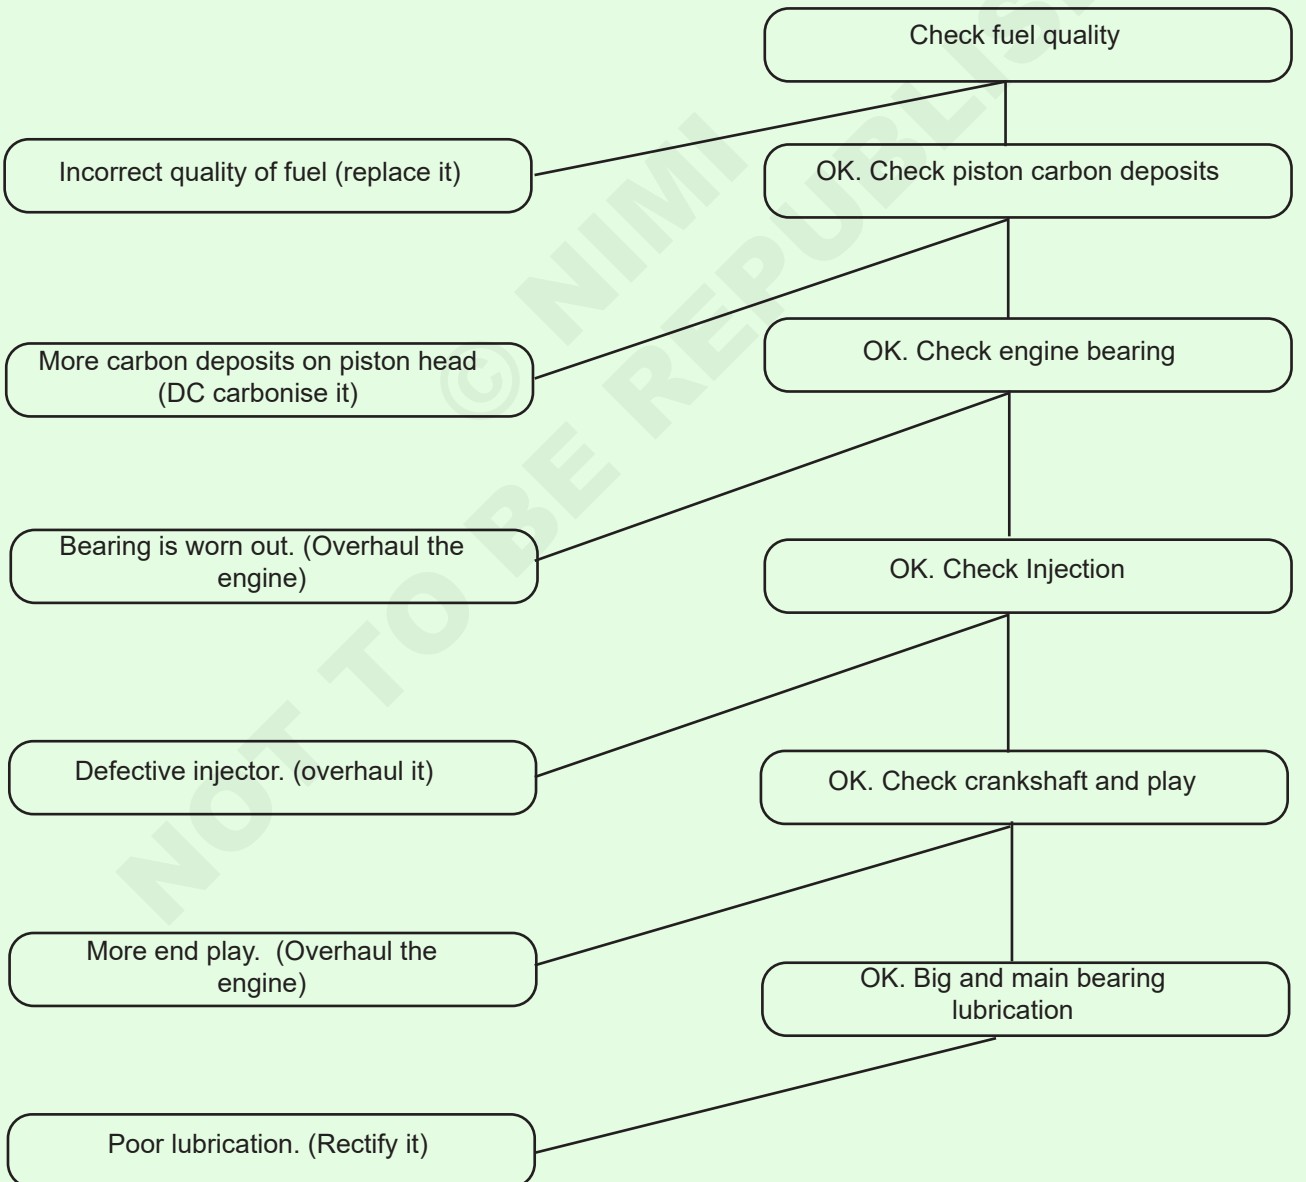 Check fuel quality
Incorrect quality of fuel (replace it)
OK. Check piston carbon deposits
More carbon deposits on piston head
(DC carbonise it)
OK. Check engine bearing
Bearing is worn out. (Overhaul the
engine)
OK. Check Injection
Defective injector. (overhaul it)
OK. Check crankshaft and play
More end play.  (Overhaul the
engine)
OK. Big and main bearing
lubrication
Poor lubrication. (Rectify it)
© NIMI
NOT TO BE REPUBLIS